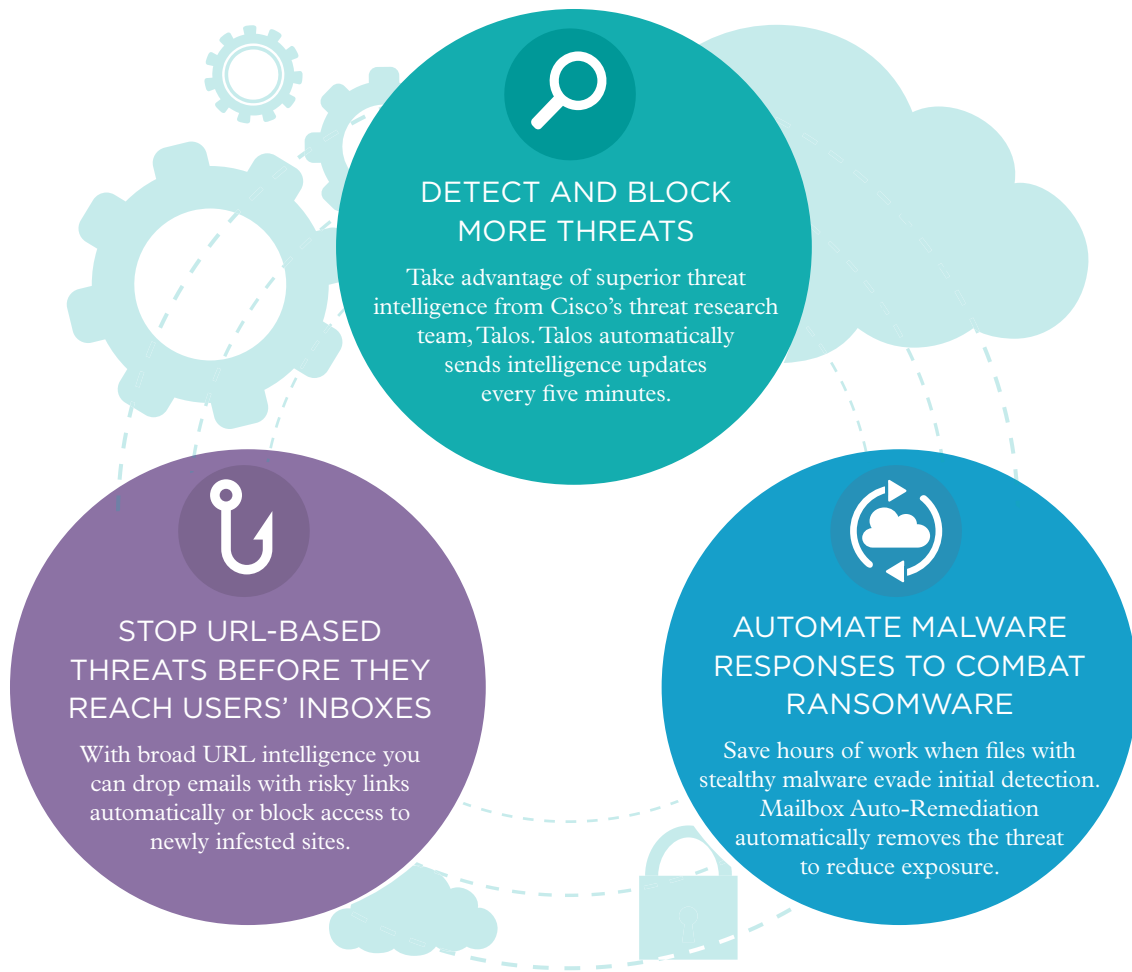 DETECT AND BLOCK
MORE THREATS
Take advantage of superior threat
intelligence from Cisco’s threat research
team, Talos. Talos automatically
sends intelligence updates
every five minutes.
STOP URL-BASED
THREATS BEFORE THEY
REACH USERS’ INBOXES
With broad URL intelligence you
can drop emails with risky links
automatically or block access to
newly infested sites.
AUTOMATE MALWARE
RESPONSES TO COMBAT
RANSOMWARE
Save hours of work when files with
stealthy malware evade initial detection.
Mailbox Auto-Remediation
automatically removes the threat
to reduce exposure.